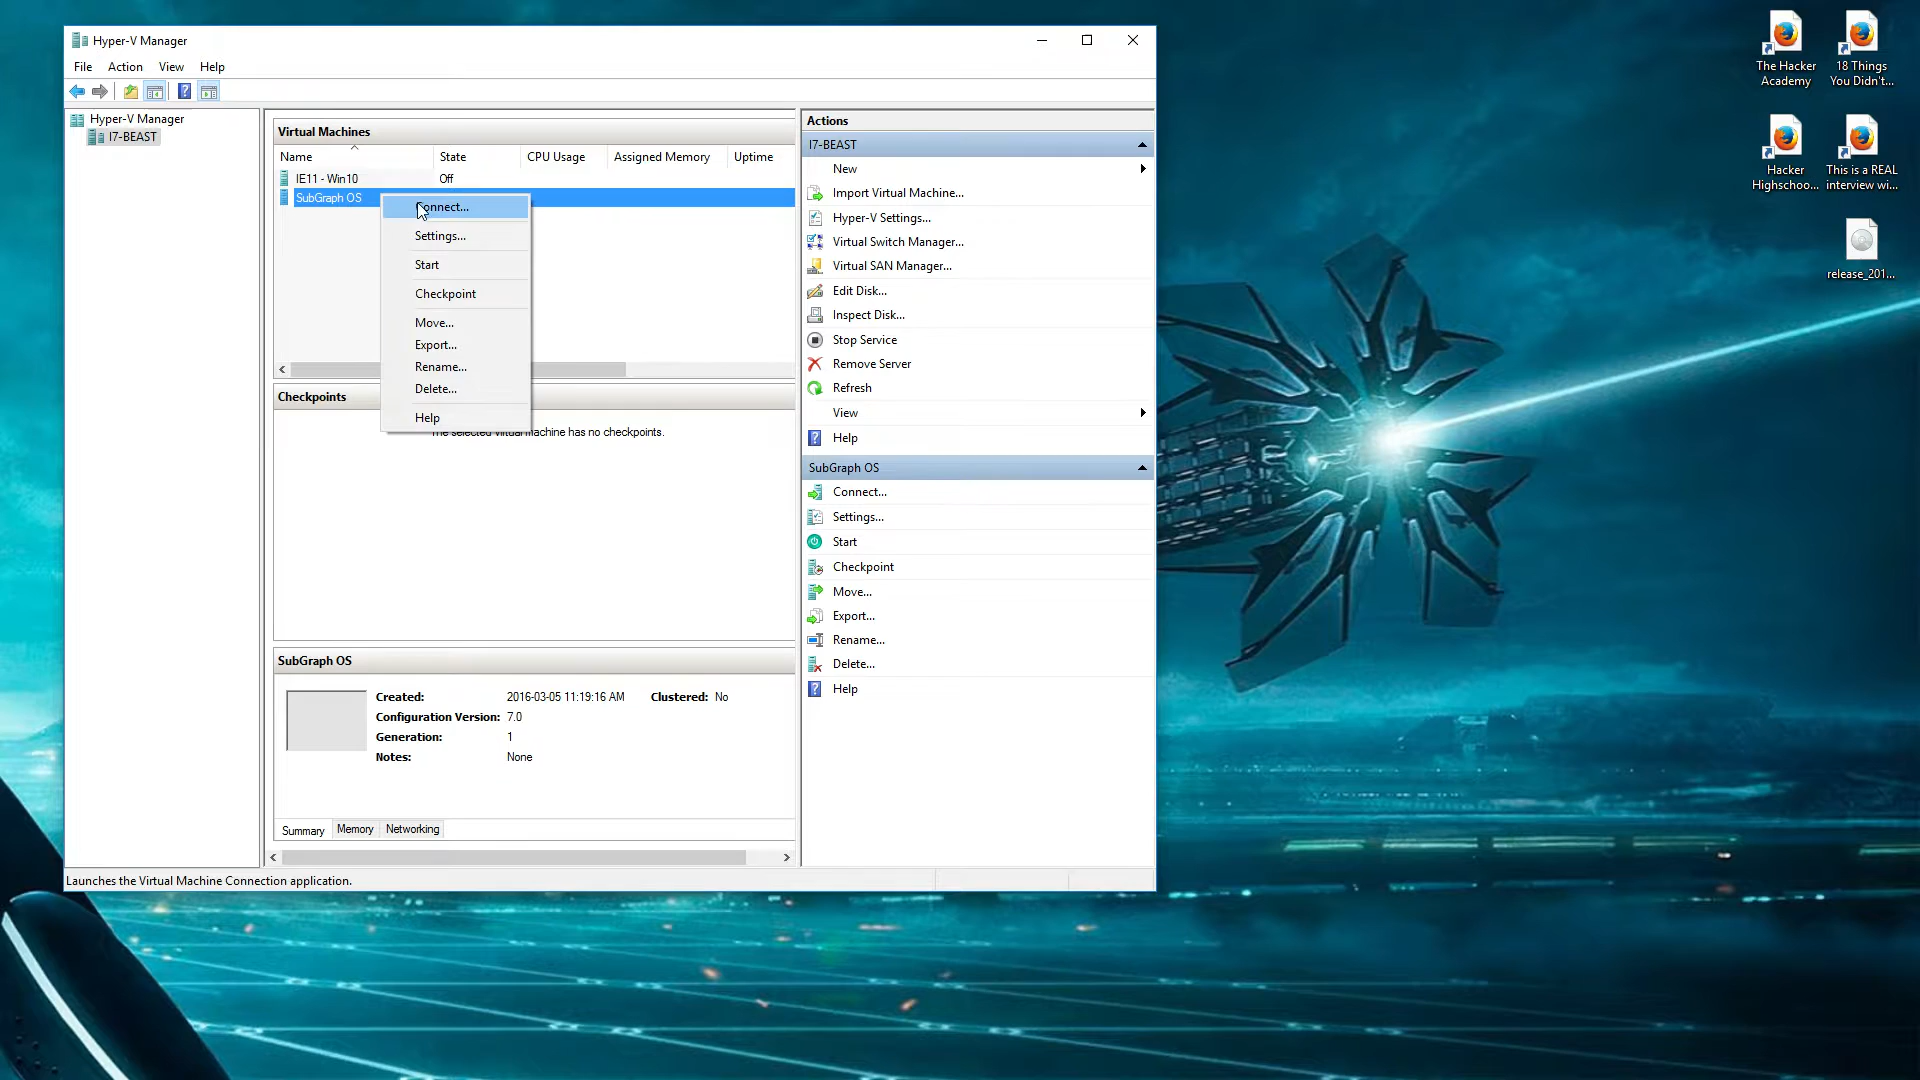 Hyper-V Manager
File Action View Help
Hyper-V Manager
I7-BEAST
Virtual Machines
Name State CPU Usage Assigned Memory Uptime
IE11 - Win10 Off
SubGraph OS
Connect...
Settings...
Start
Checkpoint
Move...
Export...
Rename...
Delete...
Help
Checkpoints
The selected virtual machine has no checkpoints.
SubGraph OS
Created: 2016-03-05 11:19:16 AM Clustered: No
Configuration Version: 7.0
Generation: 1
Notes: None
Summary Memory Networking
Launches the Virtual Machine Connection application.
Actions
I7-BEAST
New
Import Virtual Machine...
Hyper-V Settings...
Virtual Switch Manager...
Virtual SAN Manager...
Edit Disk...
Inspect Disk...
Stop Service
Remove Server
Refresh
View
Help
SubGraph OS
Connect...
Settings...
Start
Checkpoint
Move...
Export...
Rename...
Delete...
Help
The Hacker
Academy
18 Things
You Didn't...
Hacker
Highschoo...
This is a REAL
interview wi...
release_201...